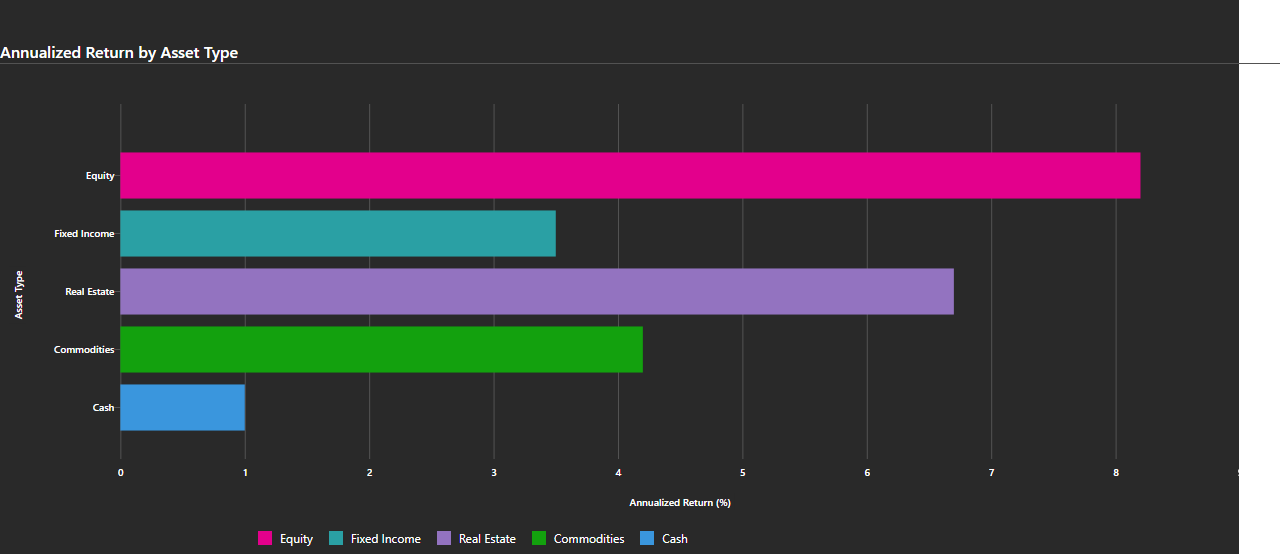 Annualized Return by Asset Type
Equity
Fixed Income
Real Estate
Commodities
Cash
Asset Type
0 1 2 3 4 5 6 7 8
Annualized Return (%)
Equity Fixed Income Real Estate Commodities Cash